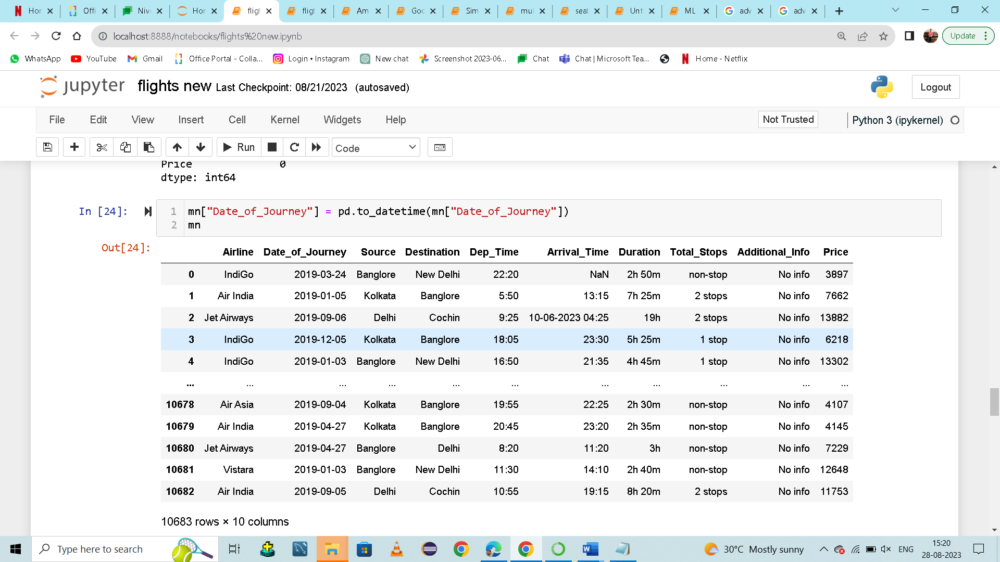 Hor Offi Nive Hor fligh fligh Am Goo Sim mul seal Unt ML adv adv
localhost:8888/notebooks/flights%20new.ipynb Update
WhatsApp YouTube Gmail Office Portal - Colla... Login • Instagram New chat Screenshot 2023-06... Chat Chat | Microsoft Tea... Home - Netflix
jupyter flights new Last Checkpoint: 08/21/2023 (autosaved) Logout
File Edit View Insert Cell Kernel Widgets Help Not Trusted Python 3 (ipykernel)
Run Code
Price 0
dtype: int64
In [24]: 1 mn["Date_of_Journey"] = pd.to_datetime(mn["Date_of_Journey"])
2 mn
Out[24]:
Airline Date_of_Journey Source Destination Dep_Time Arrival_Time Duration Total_Stops Additional_Info Price
0 IndiGo 2019-03-24 Banglore New Delhi 22:20 NaN 2h 50m non-stop No info 3897
1 Air India 2019-01-05 Kolkata Banglore 5:50 13:15 7h 25m 2 stops No info 7662
2 Jet Airways 2019-09-06 Delhi Cochin 9:25 10-06-2023 04:25 19h 2 stops No info 13882
3 IndiGo 2019-12-05 Kolkata Banglore 18:05 23:30 5h 25m 1 stop No info 6218
4 IndiGo 2019-01-03 Banglore New Delhi 16:50 21:35 4h 45m 1 stop No info 13302
... ... ... ... ... ... ... ... ... ... ...
10678 Air Asia 2019-09-04 Kolkata Banglore 19:55 22:25 2h 30m non-stop No info 4107
10679 Air India 2019-04-27 Kolkata Banglore 20:45 23:20 2h 35m non-stop No info 4145
10680 Jet Airways 2019-04-27 Banglore Delhi 8:20 11:20 3h non-stop No info 7229
10681 Vistara 2019-01-03 Banglore New Delhi 11:30 14:10 2h 40m non-stop No info 12648
10682 Air India 2019-09-05 Delhi Cochin 10:55 19:15 8h 20m 2 stops No info 11753
10683 rows × 10 columns
Type here to search 30°C Mostly sunny ENG 15:20
28-08-2023